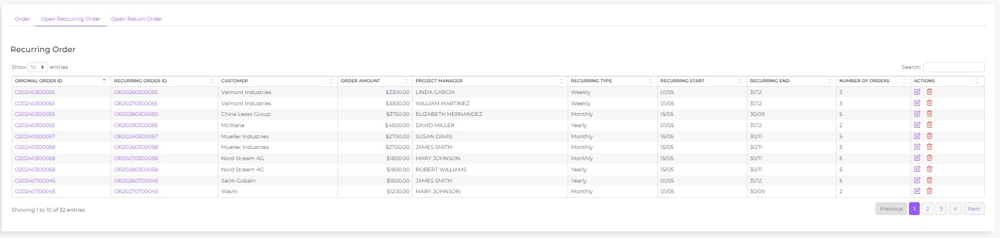 Order Open Reccuring Order Open Return Order
Recurring Order
Show 10 entries Search:
ORIGINAL ORDER ID RECURRING ORDER ID CUSTOMER ORDER AMOUNT PROJECT MANAGER RECURRING TYPE RECURRING START RECURRING END NUMBER OF ORDERS ACTIONS
O20240300055 OR20260300055 Valmont Industries $3300.00 LINDA GARCIA Weekly 01/05 31/12 3
O20240300055 OR20270300055 Valmont Industries $3300.00 WILLIAM MARTINEZ Weekly 01/05 31/12 3
O20240300055 OR20280300055 China Lesso Group $3750.00 ELIZABETH HERNANDEZ Monthly 15/05 30/09 5
O20240300055 OR20290300055 McWane $4500.00 DAVID MILLER Yearly 01/05 31/12 2
O20240300057 OR20240300057 Mueller Industries $2700.00 SUSAN DAVIS Monthly 15/05 30/11 5
O20240300058 OR20260300058 Mueller Industries $2700.00 JAMES SMITH Monthly 15/05 30/11 5
O20240300058 OR20270300058 Nord Stream AG $1800.00 MARY JOHNSON Monthly 15/05 30/11 5
O20240300058 OR20280300058 Nord Stream AG $1800.00 ROBERT WILLIAMS Yearly 15/05 30/11 5
O20240700045 OR20260700045 Saint-Gobain $1500.00 JAMES SMITH Yearly 01/05 31/12 5
O20240700045 OR20270700045 Wavin $1200.00 MARY JOHNSON Monthly 01/05 30/09 2
Showing 1 to 10 of 32 entries Previous 1 2 3 4 Next